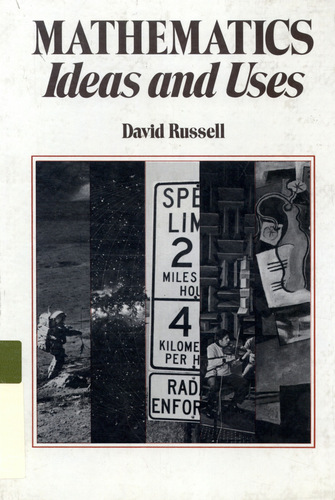 MATHEMATICS
Ideas and Uses
David Russell
SPE
LIM
2
MILES
HOU
4
KILOME
PER H
RAD
ENFOR